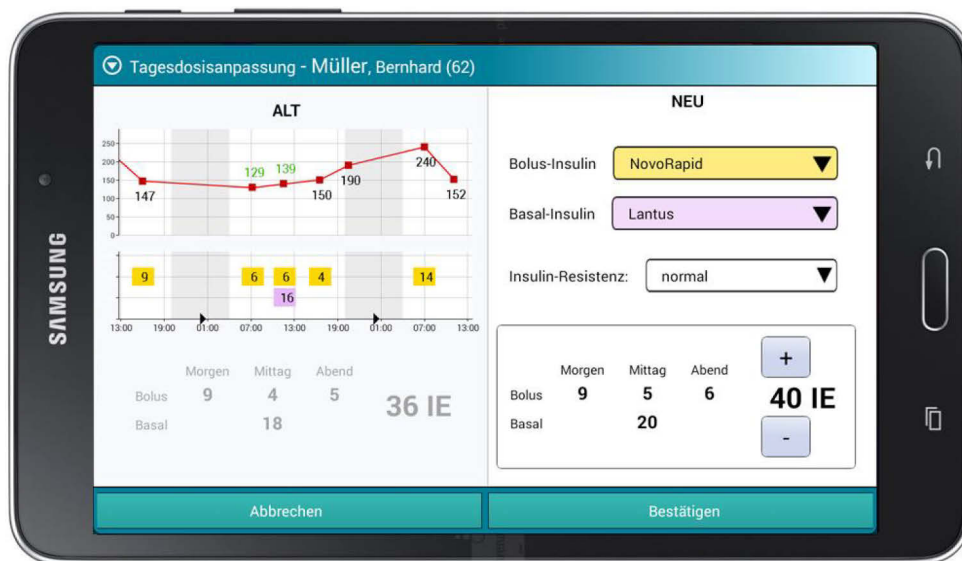 SAMSUNG
Tagesdosisanpassung - Müller, Bernhard (62)
ALT
250
200
150
100
50
0
147
129
139
150
190
240
152
9
6
6
4
14
16
13:00 19:00 01:00 07:00 13:00 19:00 01:00 07:00 13:00
Morgen Mittag Abend
Bolus 9 4 5
36 IE
Basal 18
NEU
Bolus-Insulin NovoRapid
Basal-Insulin Lantus
Insulin-Resistenz: normal
+
Morgen Mittag Abend
Bolus 9 5 6
40 IE
Basal 20
-
Abbrechen
Bestätigen